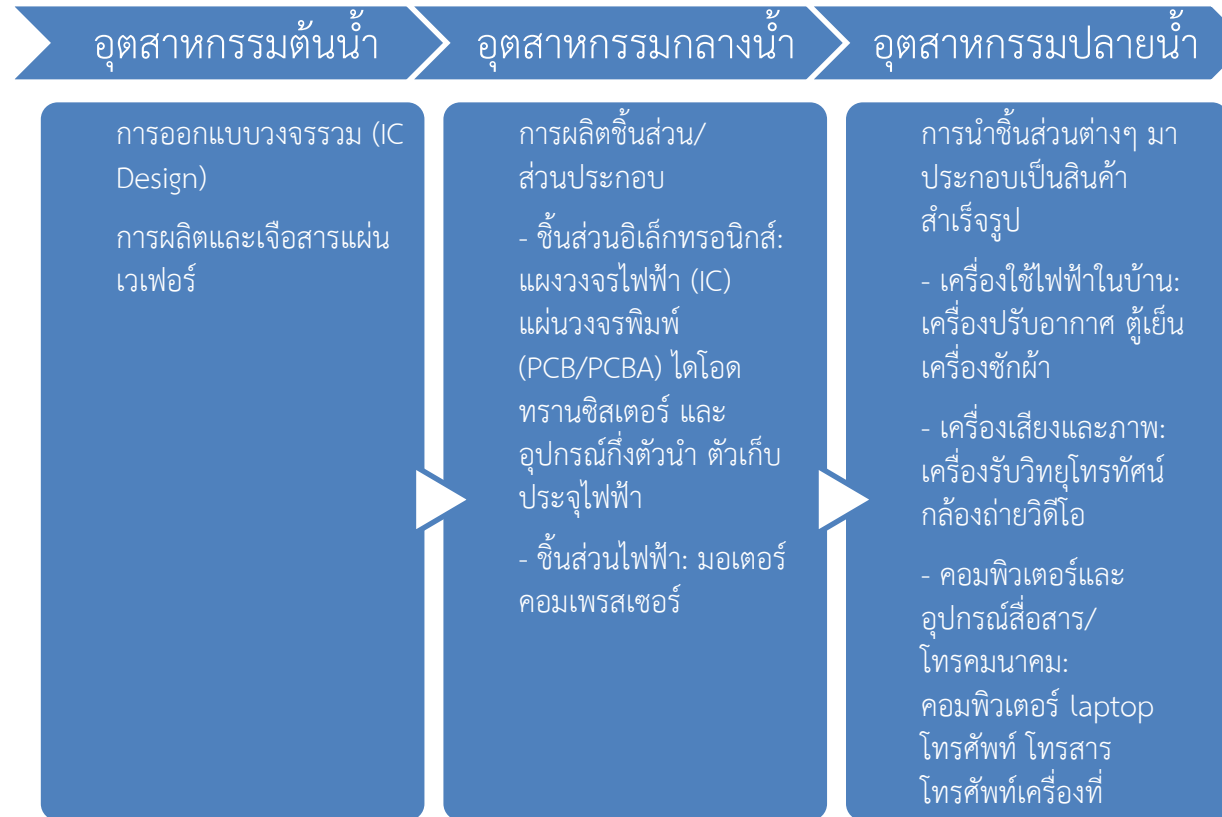 อุตสาหกรรมต้นน้ำ
อุตสาหกรรมกลางน้ำ
อุตสาหกรรมปลายน้ำ
การออกแบบวงจรรวม (IC
Design)
การผลิตและเจือสารแผ่น
เวเฟอร์
การผลิตชิ้นส่วน/
ส่วนประกอบ
- ชิ้นส่วนอิเล็กทรอนิกส์:
แผงวงจรไฟฟ้า (IC)
แผ่นวงจรพิมพ์
(PCB/PCBA) ไดโอด
ทรานซิสเตอร์ และ
อุปกรณ์กึ่งตัวนำ ตัวเก็บ
ประจุไฟฟ้า
- ชิ้นส่วนไฟฟ้า: มอเตอร์
คอมเพรสเซอร์
การนำชิ้นส่วนต่างๆ มา
ประกอบเป็นสินค้า
สำเร็จรูป
- เครื่องใช้ไฟฟ้าในบ้าน:
เครื่องปรับอากาศ ตู้เย็น
เครื่องซักผ้า
- เครื่องเสียงและภาพ:
เครื่องรับวิทยุโทรทัศน์
กล้องถ่ายวิดีโอ
- คอมพิวเตอร์และ
อุปกรณ์สื่อสาร/
โทรคมนาคม:
คอมพิวเตอร์ laptop
โทรศัพท์ โทรสาร
โทรศัพท์เครื่องที่